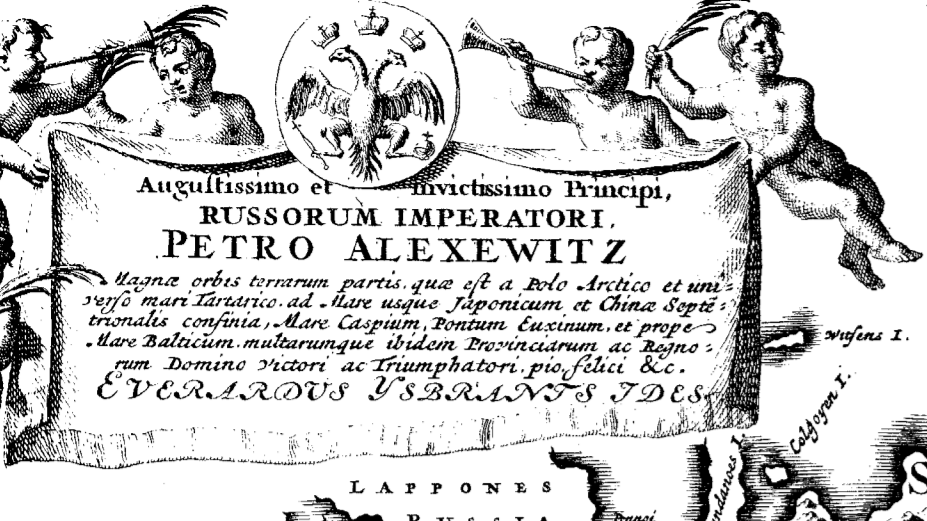 Auguſtissimo et invictissimo Principi,
RUSSORUM IMPERATORI,
PETRO ALEXEWITZ
Magnæ orbis terrarum partis, quæ eſt a Polo Arctico et uni-
verſo mari Tartarico, ad Mare usque Japonicum et Chinæ Septē-
trionalis confinia, Mare Caspium, Pontum Euxinum, et prope
Mare Balticum, multarumque ibidem Provinciarum ac Regno-
rum Domino victori ac Triumphatori, pio, felici &c.
EVERARDUS YSBRANTS IDES
Witsens I.
Colgoyen I.
LAPPONES
RUSSIA